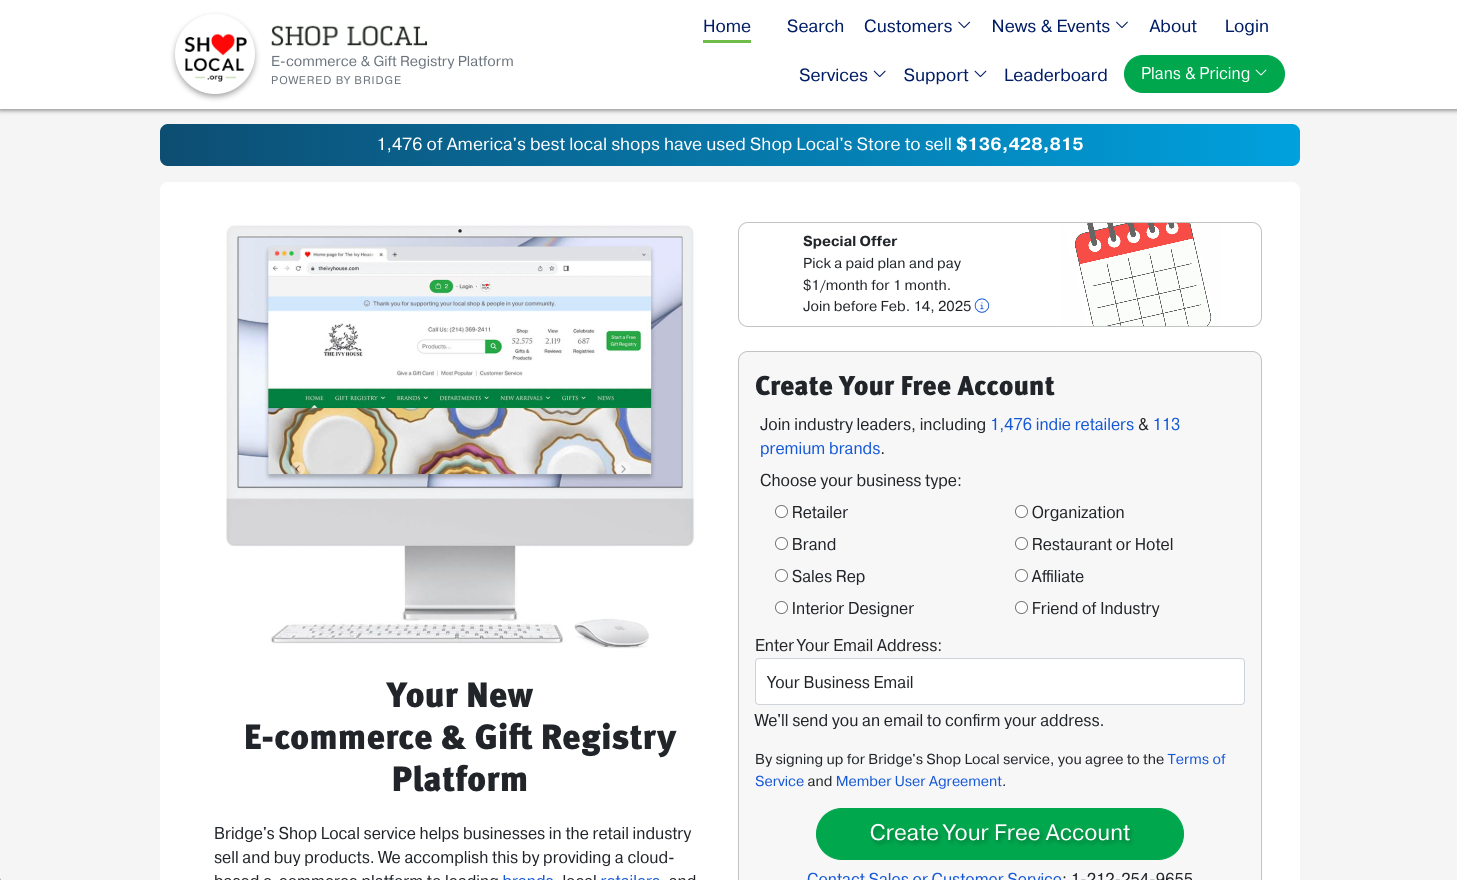 SHOP
LOCAL
.org
SHOP LOCAL
E-commerce & Gift Registry Platform
POWERED BY BRIDGE
Home Search Customers News & Events About Login
Services Support Leaderboard Plans & Pricing
1,476 of America's best local shops have used Shop Local's Store to sell $136,428,815
Home page for The Ivy House
theivyhouse.com
2 Login
Thank you for supporting your local shop & people in your community.
THE IVY HOUSE
Call Us: (214) 369-2411
Products...
Shop
52,575
Gifts &
Products
View
2,119
Reviews
Celebrate
687
Registries
Start a Free
Gift Registry
Give a Gift Card | Most Popular | Customer Service
HOME GIFT REGISTRY BRANDS DEPARTMENTS NEW ARRIVALS GIFTS NEWS
Your New
E-commerce & Gift Registry
Platform
Bridge's Shop Local service helps businesses in the retail industry
sell and buy products. We accomplish this by providing a cloud-
based e-commerce platform to leading brands, local retailers, and
Special Offer
Pick a paid plan and pay
$1/month for 1 month.
Join before Feb. 14, 2025
Create Your Free Account
Join industry leaders, including 1,476 indie retailers & 113
premium brands.
Choose your business type:
Retailer Organization
Brand Restaurant or Hotel
Sales Rep Affiliate
Interior Designer Friend of Industry
Enter Your Email Address:
Your Business Email
We'll send you an email to confirm your address.
By signing up for Bridge's Shop Local service, you agree to the Terms of
Service and Member User Agreement.
Create Your Free Account
Contact Sales or Customer Service: 1-212-254-9655